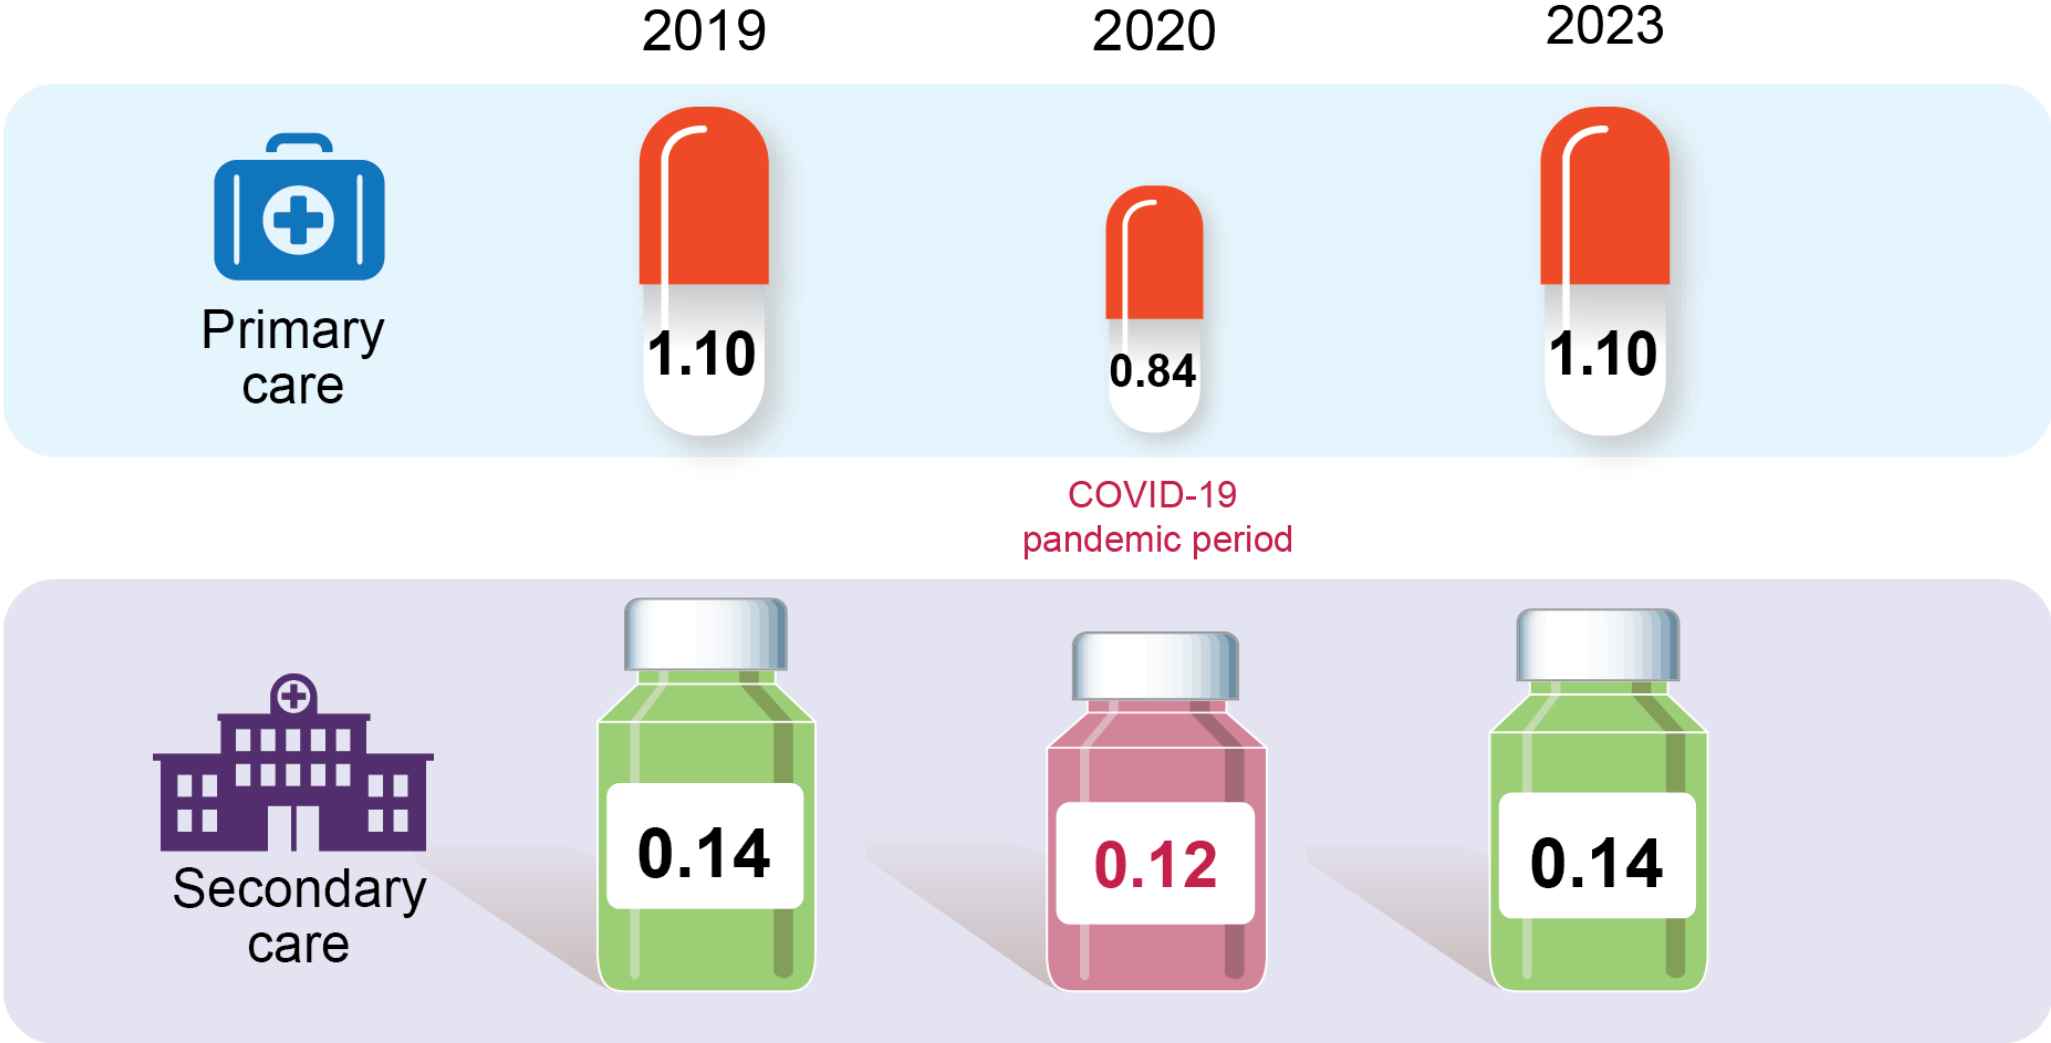 2019 2020 2023
Primary
care
1.10 0.84 1.10
COVID-19
pandemic period
Secondary
care
0.14 0.12 0.14